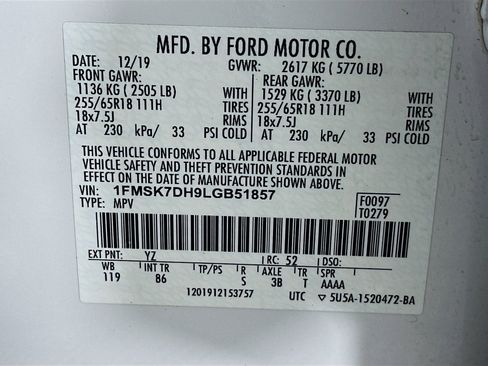 MFD. BY FORD MOTOR CO.
DATE: 12/19 GVWR: 2617 KG ( 5770 LB)
FRONT GAWR: REAR GAWR:
1136 KG ( 2505 LB) 1529 KG ( 3370 LB)
255/65R18 111H TIRES 255/65R18 111H TIRES
18x7.5J RIMS 18x7.5J RIMS
AT 230 kPa/ 33 PSI COLD AT 230 kPa/ 33 PSI COLD
THIS VEHICLE CONFORMS TO ALL APPLICABLE FEDERAL MOTOR
VEHICLE SAFETY AND THEFT PREVENTION STANDARDS IN
EFFECT ON THE DATE OF MANUFACTURE SHOWN ABOVE.
VIN: 1FMSK7DH9LGB51857 F0097
TYPE: MPV T0279
EXT PNT: YZ RC: 52 DSO:
WB INT TR TP/PS R AXLE TR SPR
119 86 S 3B T AAAA
1201912153757 UTC ▽ 5U5A-1520472-BA